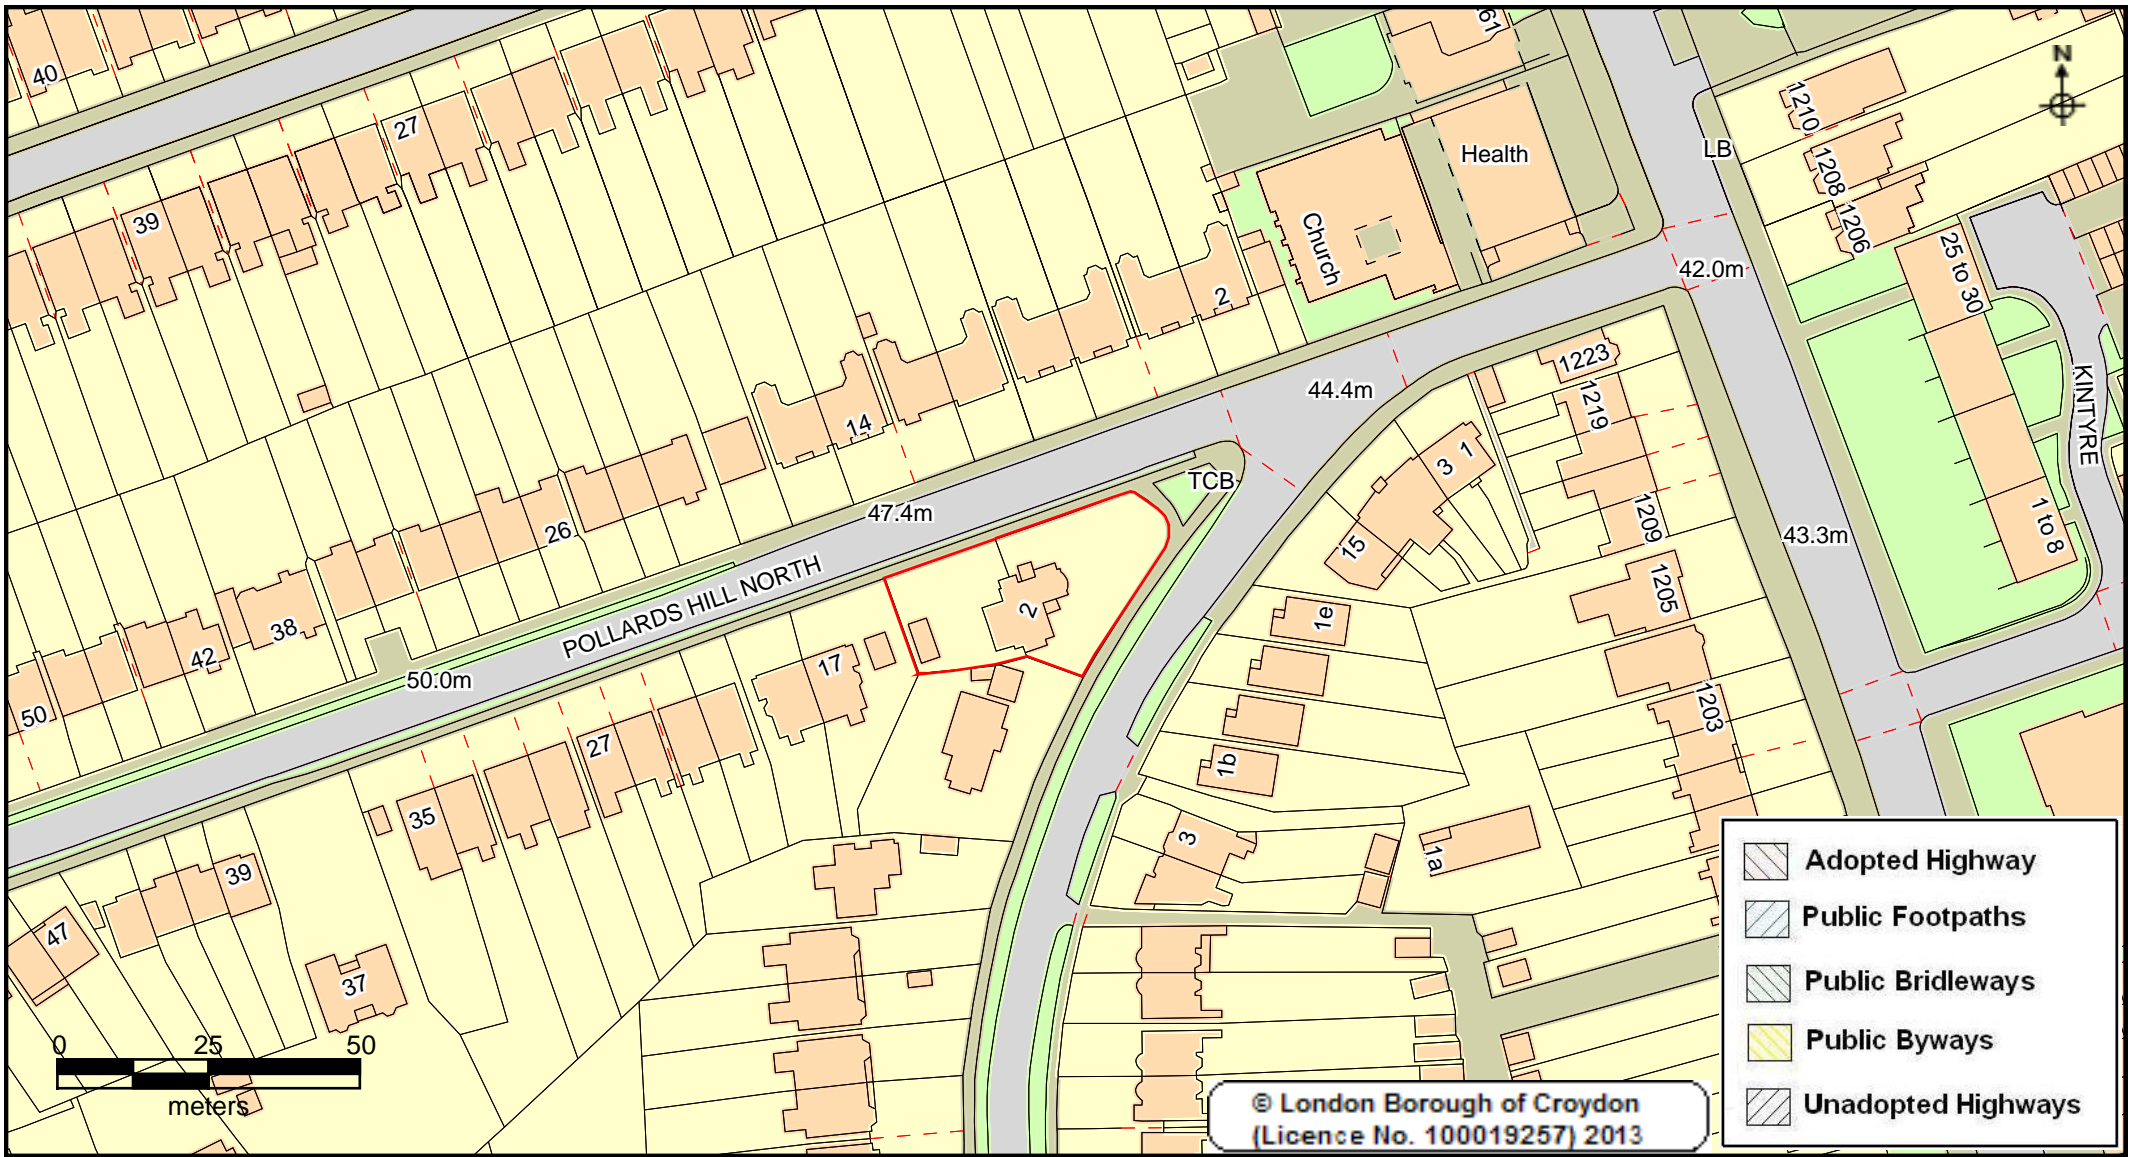 61
40
N
1210
27
Health
LB
1208
39
1206
Church
25 to 30
42.0m
2
1223
44.4m
1219
KINTYRE
14
3 1
TCB
47.4m
26
1209
1 to 8
43.3m
15
POLLARDS HILL NORTH
1205
2
1e
38
42
17
50.0m
50
1203
27
1b
35
3
1a
39
47
37
0 25 50
meters
Adopted Highway
Public Footpaths
Public Bridleways
Public Byways
Unadopted Highways
© London Borough of Croydon
(Licence No. 100019257) 2013